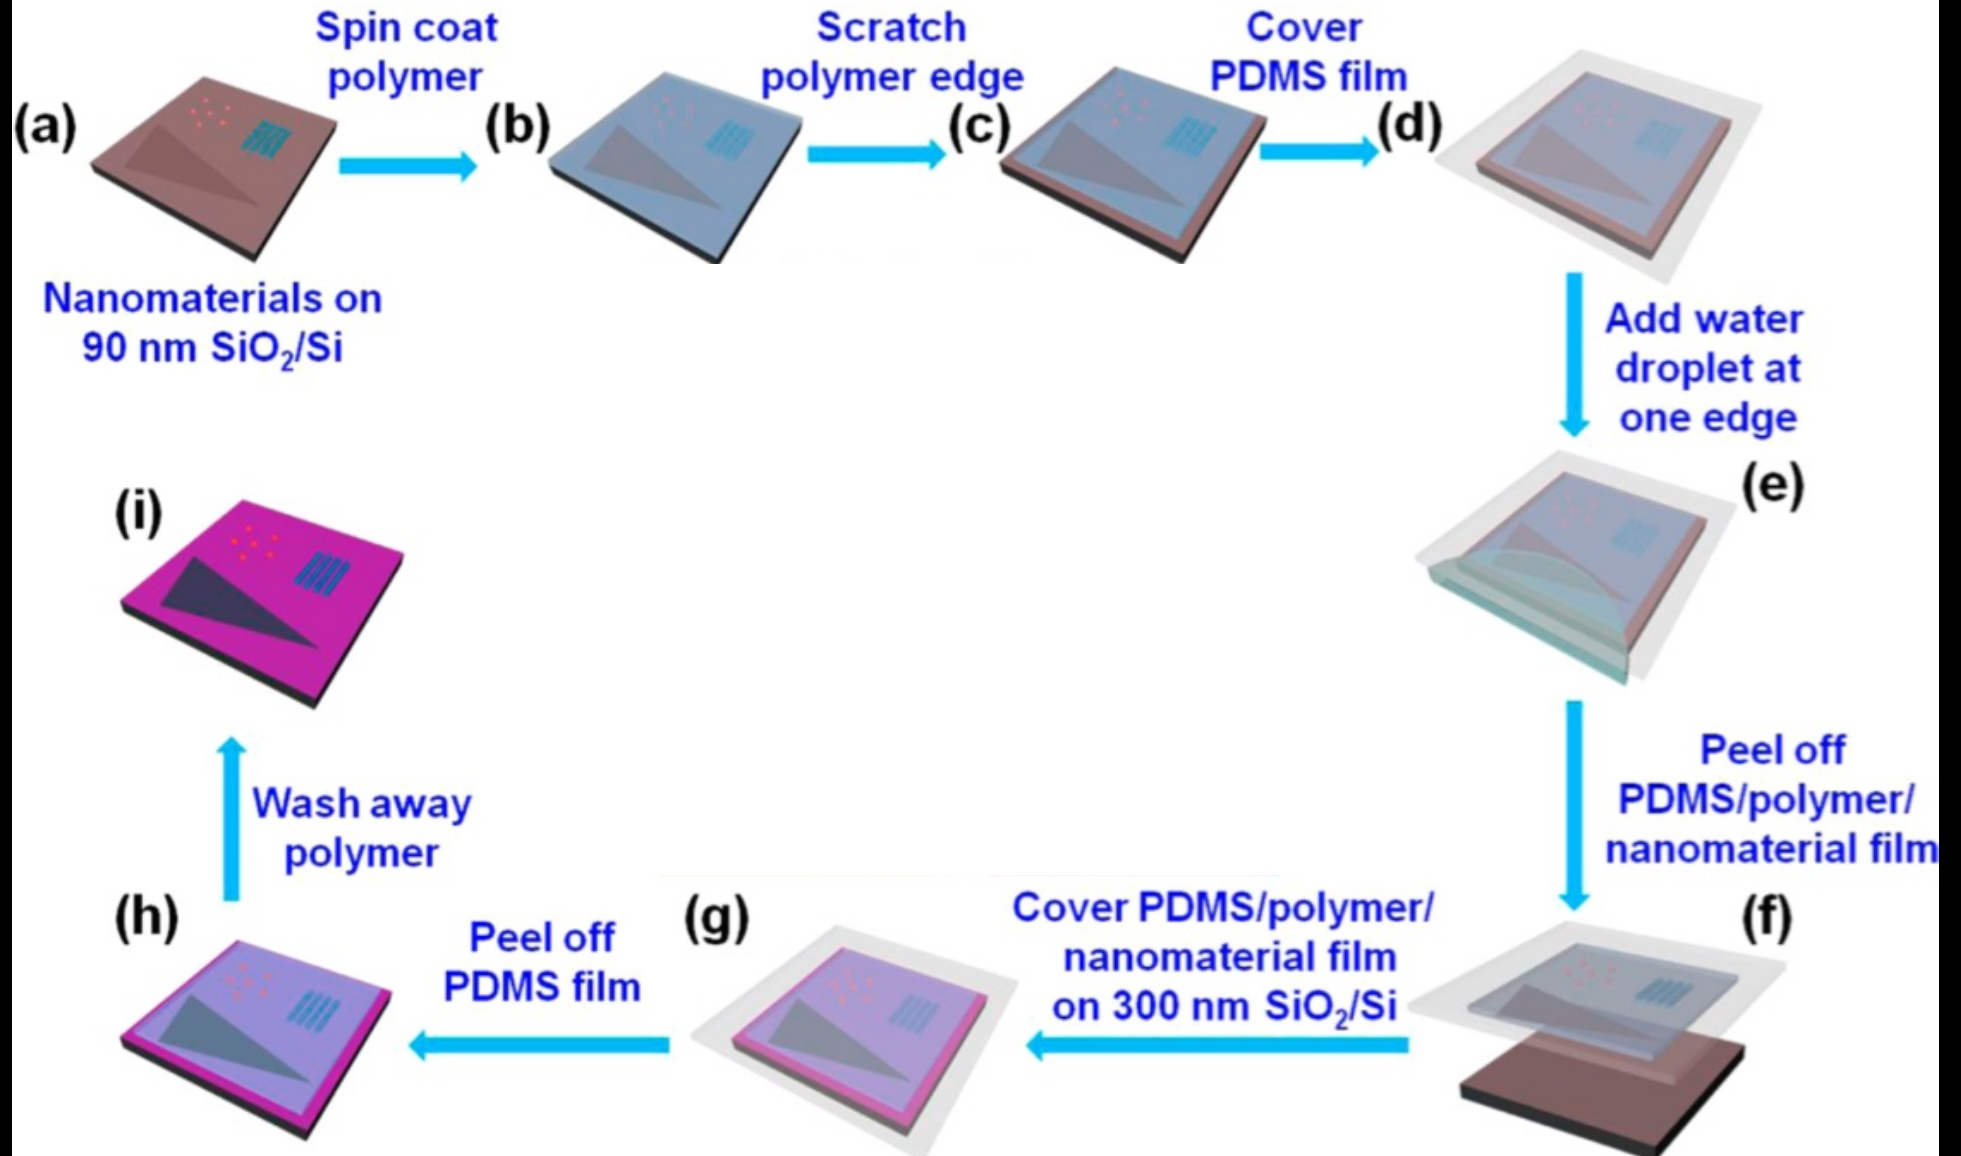 (a)
Spin coat
polymer
(b)
Scratch
polymer edge
(c)
Cover
PDMS film
(d)
Nanomaterials on
90 nm SiO₂/Si
Add water
droplet at
one edge
(e)
Peel off
PDMS/polymer/
nanomaterial film
(f)
Cover PDMS/polymer/
nanomaterial film
on 300 nm SiO₂/Si
(g)
Peel off
PDMS film
(h)
Wash away
polymer
(i)